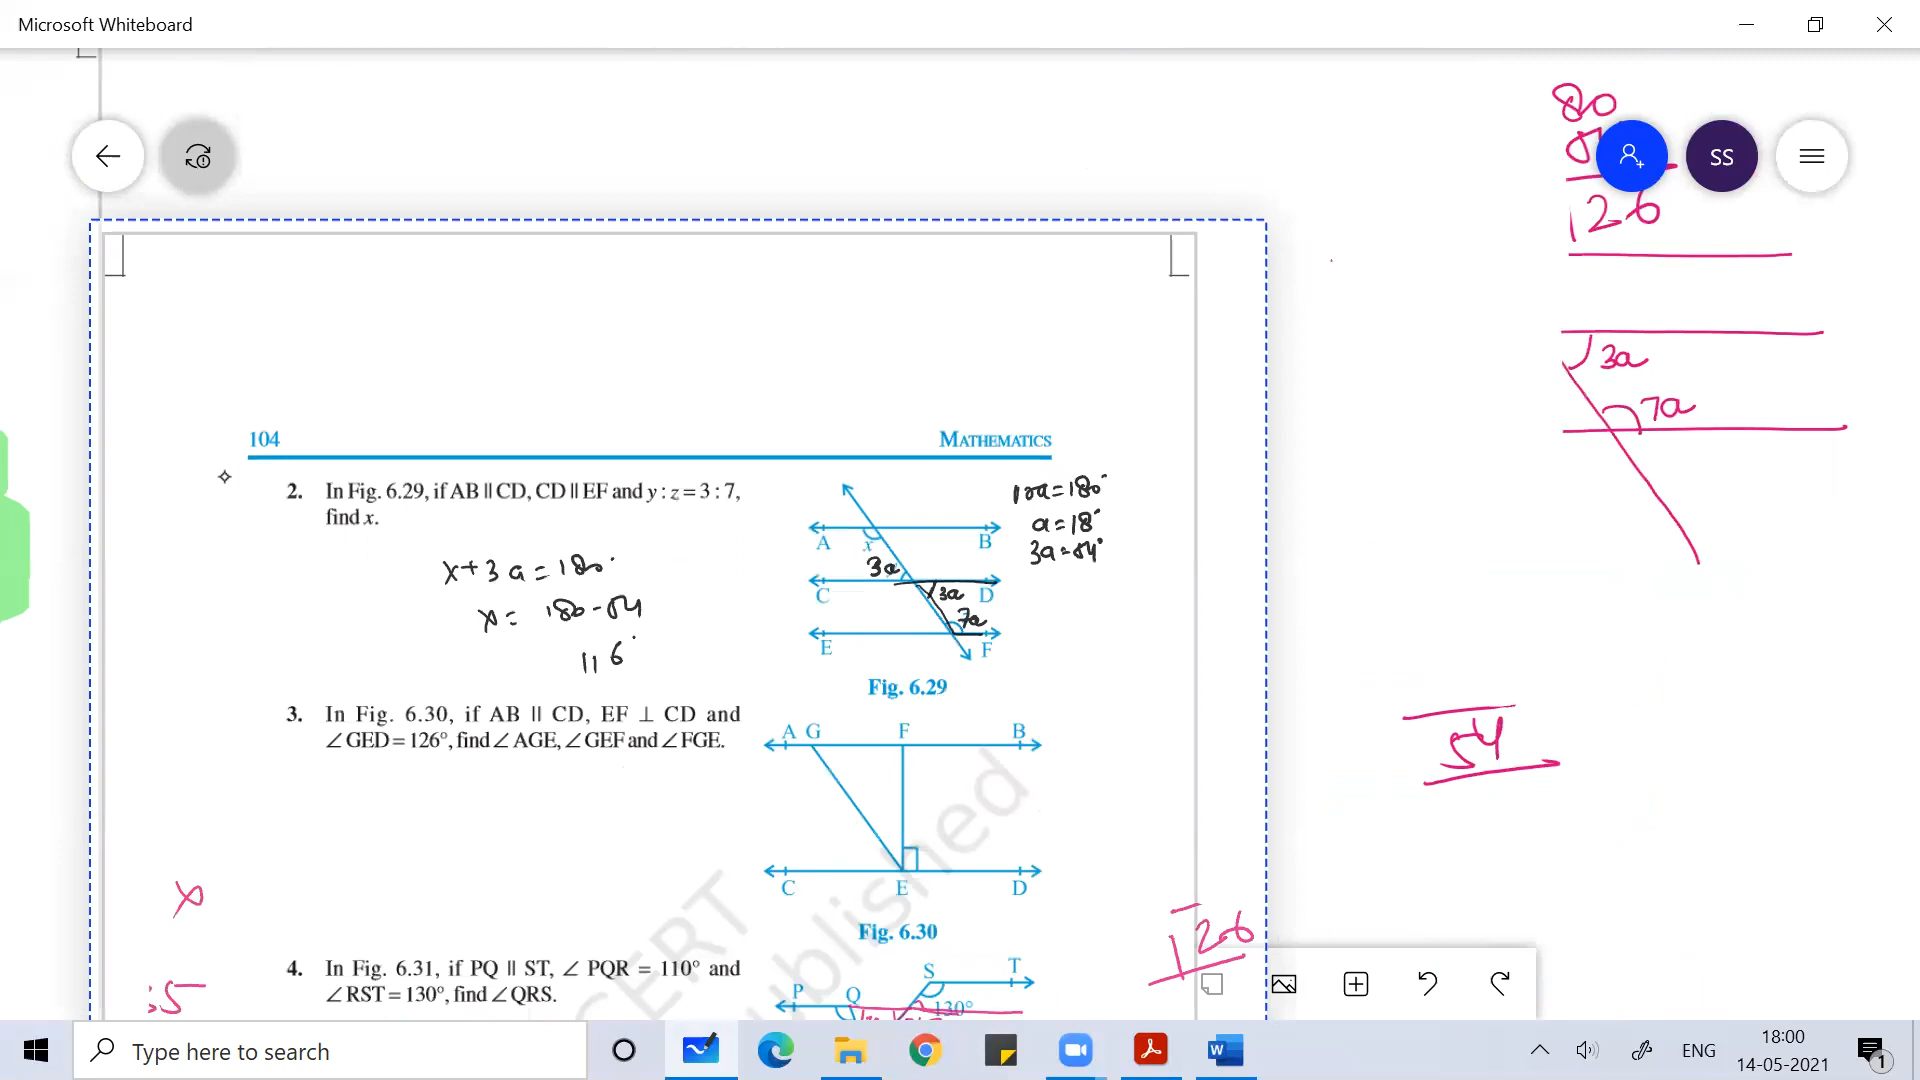 Microsoft Whiteboard
80
126
SS
3a
7a
104
MATHEMATICS
2. In Fig. 6.29, if AB || CD, CD || EF and y : z = 3 : 7,
find x.
x+3a=180°
x= 180-54
116°
10a=180°
a=18°
3a=54°
A
x
B
3a
C
3a
D
7a
E
F
Fig. 6.29
54
3. In Fig. 6.30, if AB || CD, EF ⊥ CD and
∠GED = 126°, find ∠ AGE, ∠ GEF and ∠ FGE.
A G F B
C E D
Fig. 6.30
x
126
4. In Fig. 6.31, if PQ || ST, ∠ PQR = 110° and
∠ RST = 130°, find ∠ QRS.
S T
P Q
130°
CERT
ublished
Type here to search
ENG
18:00
14-05-2021
1